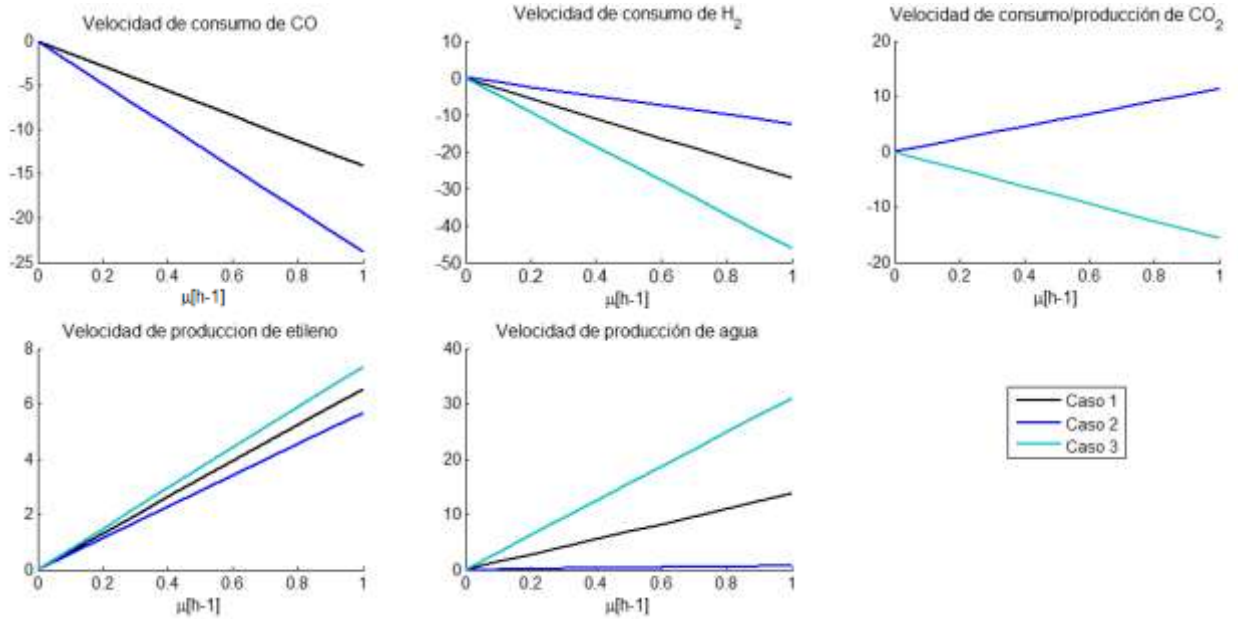 Velocidad de consumo de CO
0
-5
-10
-15
-20
-25
0 0.2 0.4 0.6 0.8 1
μ[h-1]
Velocidad de consumo de H2
10
0
-10
-20
-30
-40
-50
0 0.2 0.4 0.6 0.8 1
μ[h-1]
Velocidad de consumo/producción de CO2
20
10
0
-10
-20
0 0.2 0.4 0.6 0.8 1
μ[h-1]
Velocidad de produccion de etileno
8
6
4
2
0
0 0.2 0.4 0.6 0.8 1
μ[h-1]
Velocidad de producción de agua
40
30
20
10
0
0 0.2 0.4 0.6 0.8 1
μ[h-1]
Caso 1
Caso 2
Caso 3